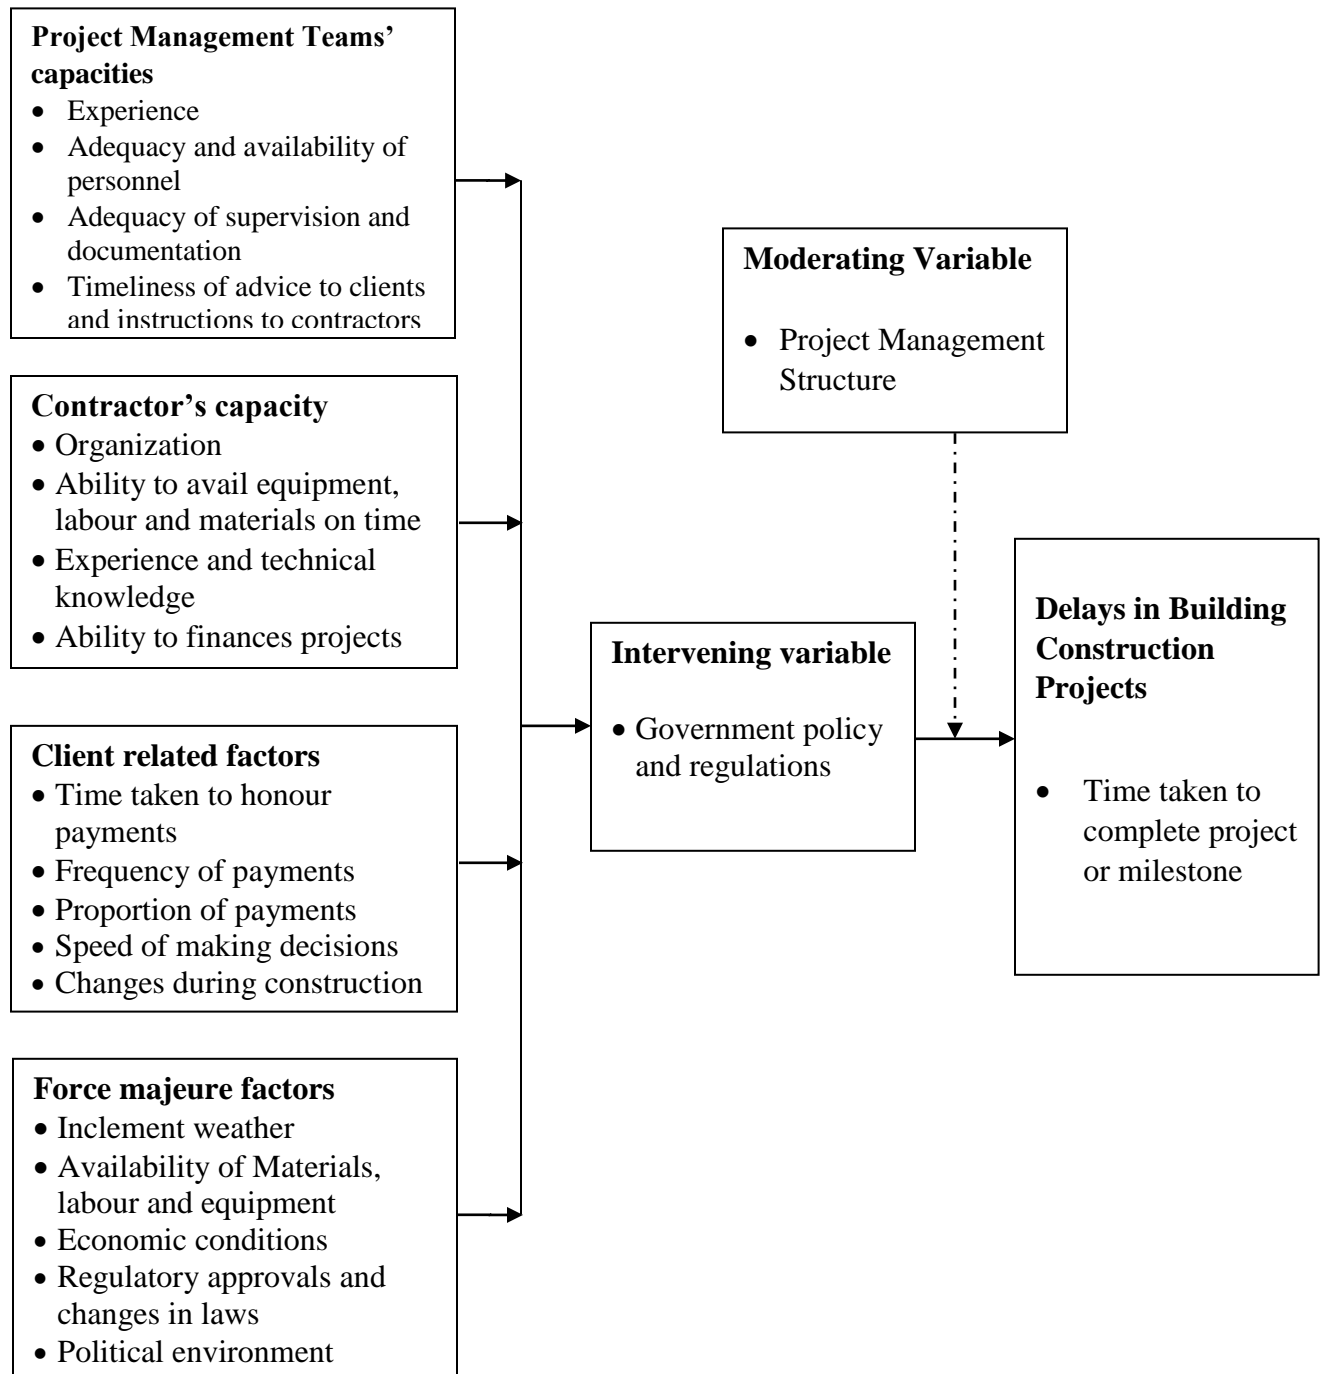 Project Management Teams’
capacities
• Experience
• Adequacy and availability of
personnel
• Adequacy of supervision and
documentation
• Timeliness of advice to clients
and instructions to contractors
Contractor’s capacity
• Organization
• Ability to avail equipment,
labour and materials on time
• Experience and technical
knowledge
• Ability to finances projects
Client related factors
• Time taken to honour
payments
• Frequency of payments
• Proportion of payments
• Speed of making decisions
• Changes during construction
Force majeure factors
• Inclement weather
• Availability of Materials,
labour and equipment
• Economic conditions
• Regulatory approvals and
changes in laws
• Political environment
Intervening variable
• Government policy
and regulations
Moderating Variable
• Project Management
Structure
Delays in Building
Construction
Projects
• Time taken to
complete project
or milestone